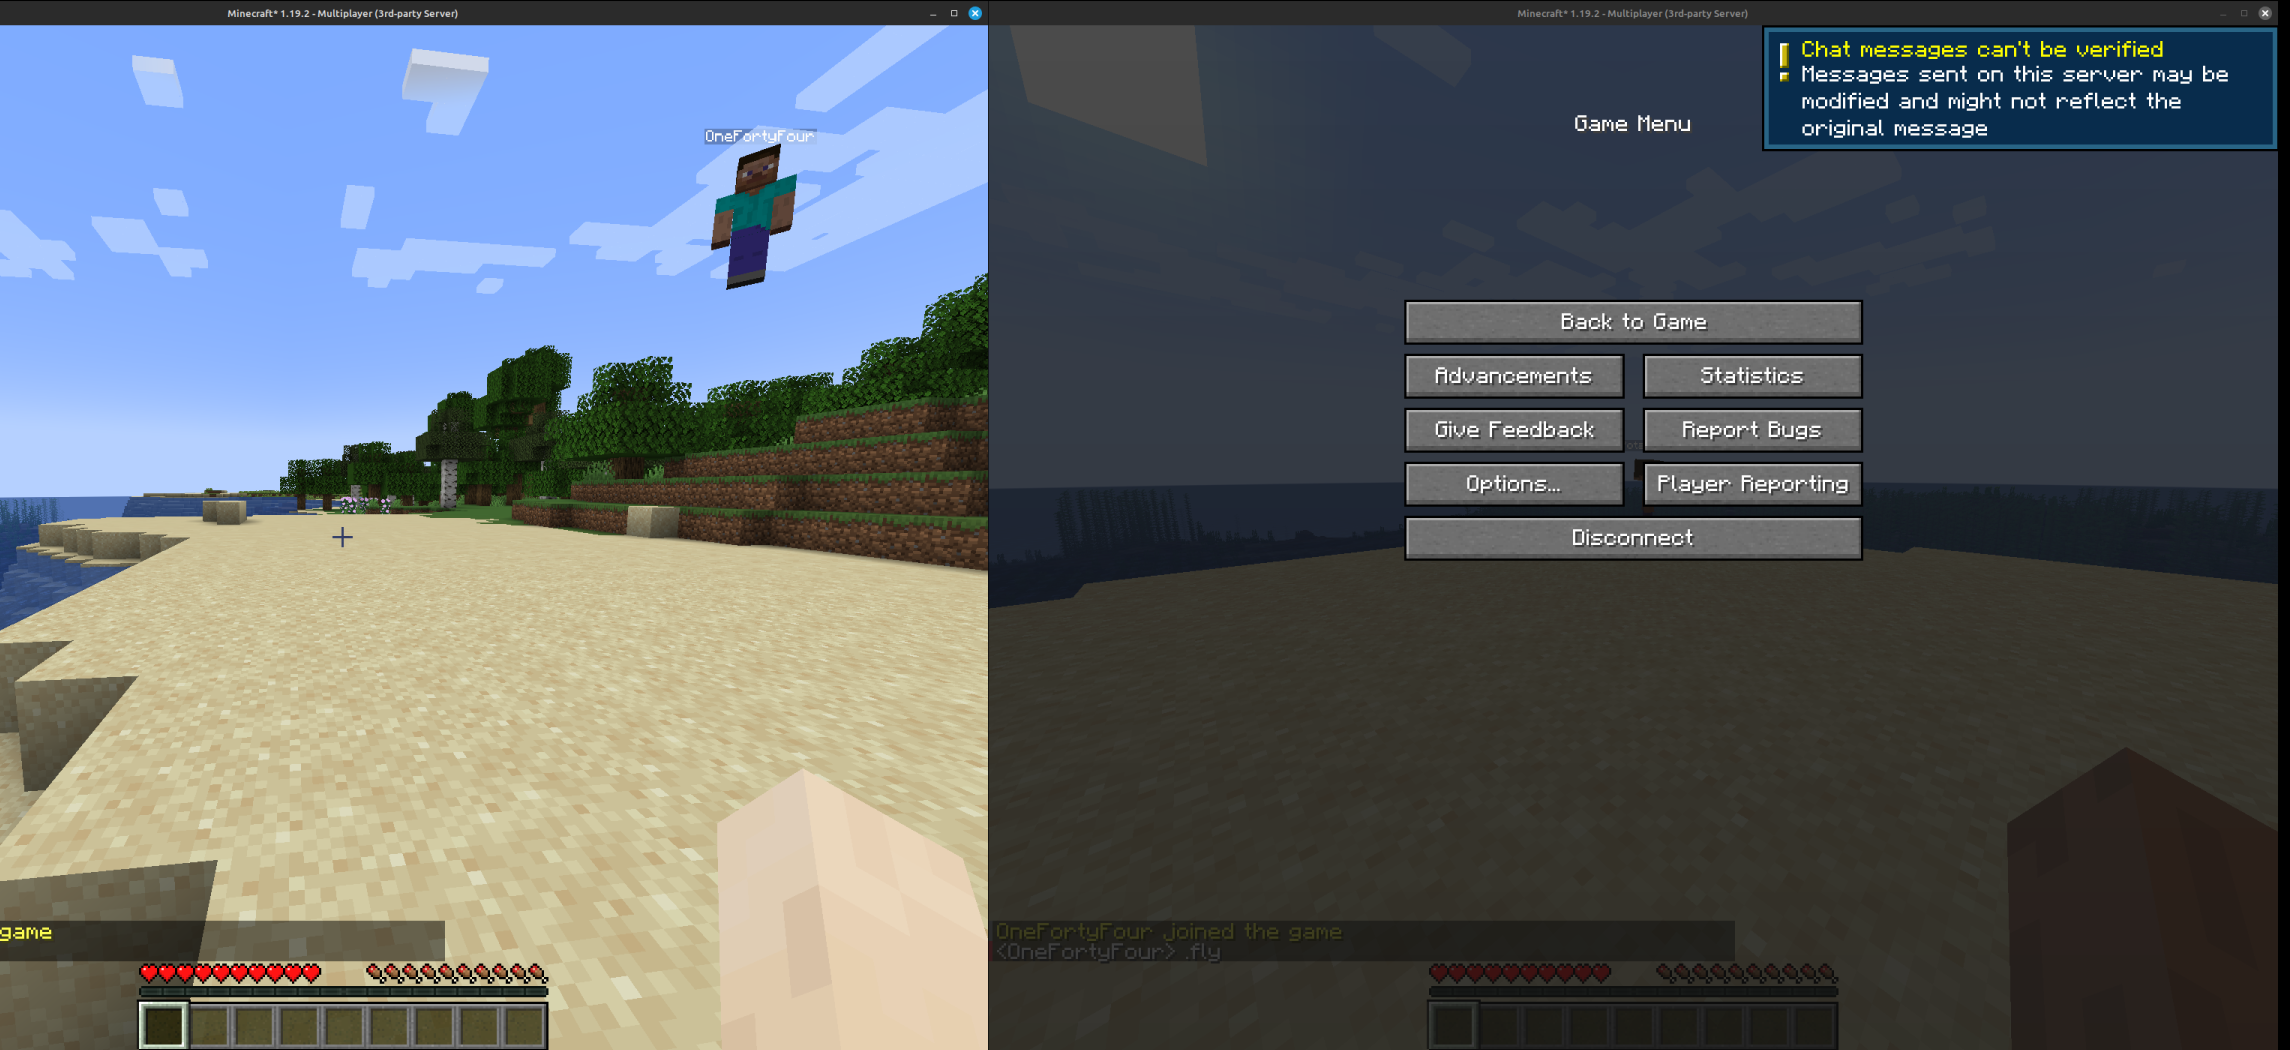 Minecraft* 1.19.2 - Multiplayer (3rd-party Server)
OneFortyFour
game
Minecraft* 1.19.2 - Multiplayer (3rd-party Server)
Chat messages can't be verified
Messages sent on this server may be
modified and might not reflect the
original message
Game Menu
Back to Game
Advancements
Statistics
Give Feedback
Report Bugs
Options...
Player Reporting
Disconnect
OneFortyFour joined the game
<OneFortyFour> .fly